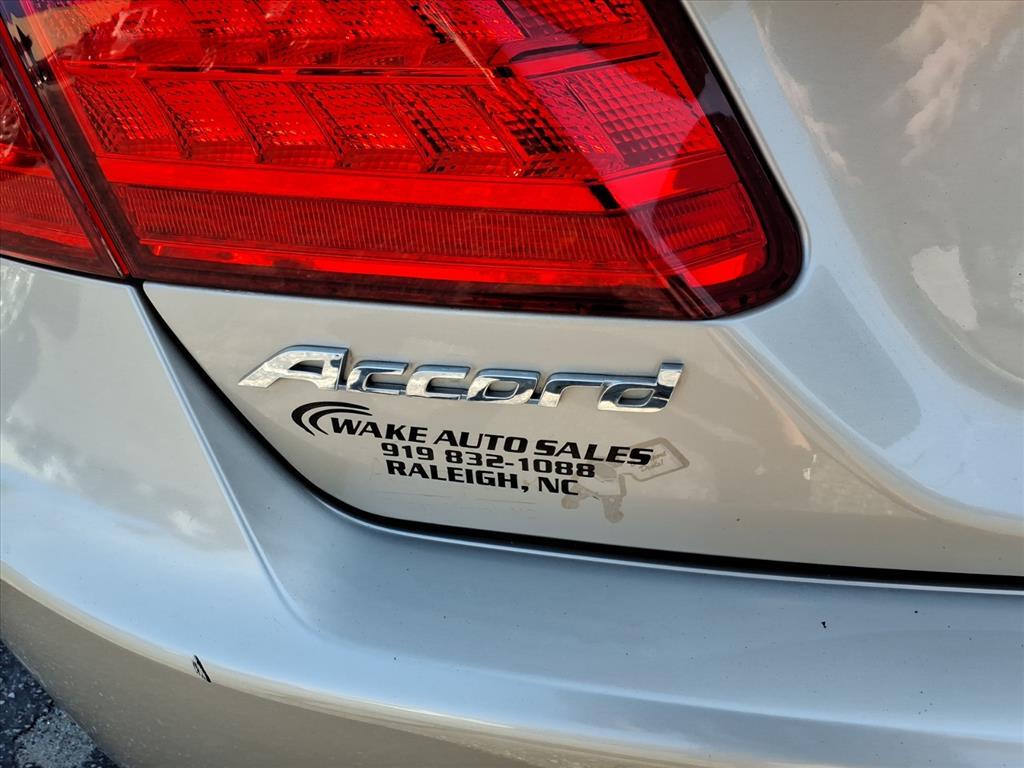 Accord
WAKE AUTO SALES
919 832-1088
RALEIGH, NC